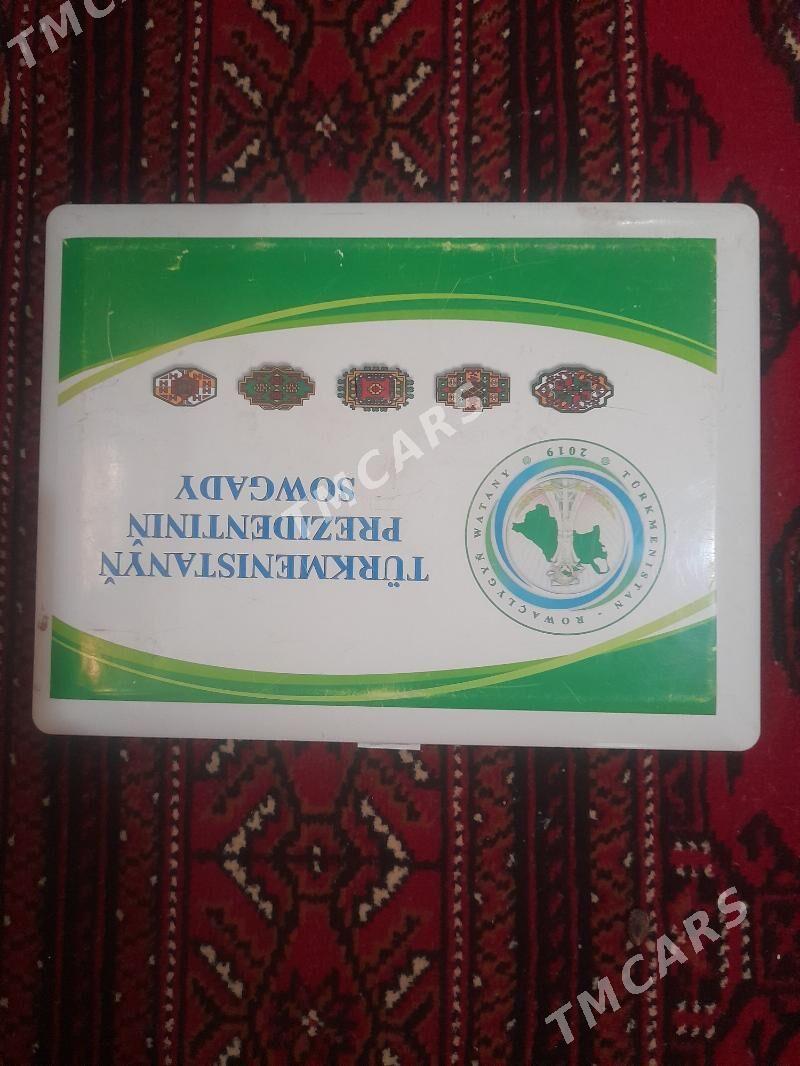 TÜRKMENISTANYŇ
PREZIDENTINIŇ
SOWGADY
TÜRKMENISTAN - ROWAÇLYGYŇ WATANY
2019
TMCARS
TMCARS
TMCARS